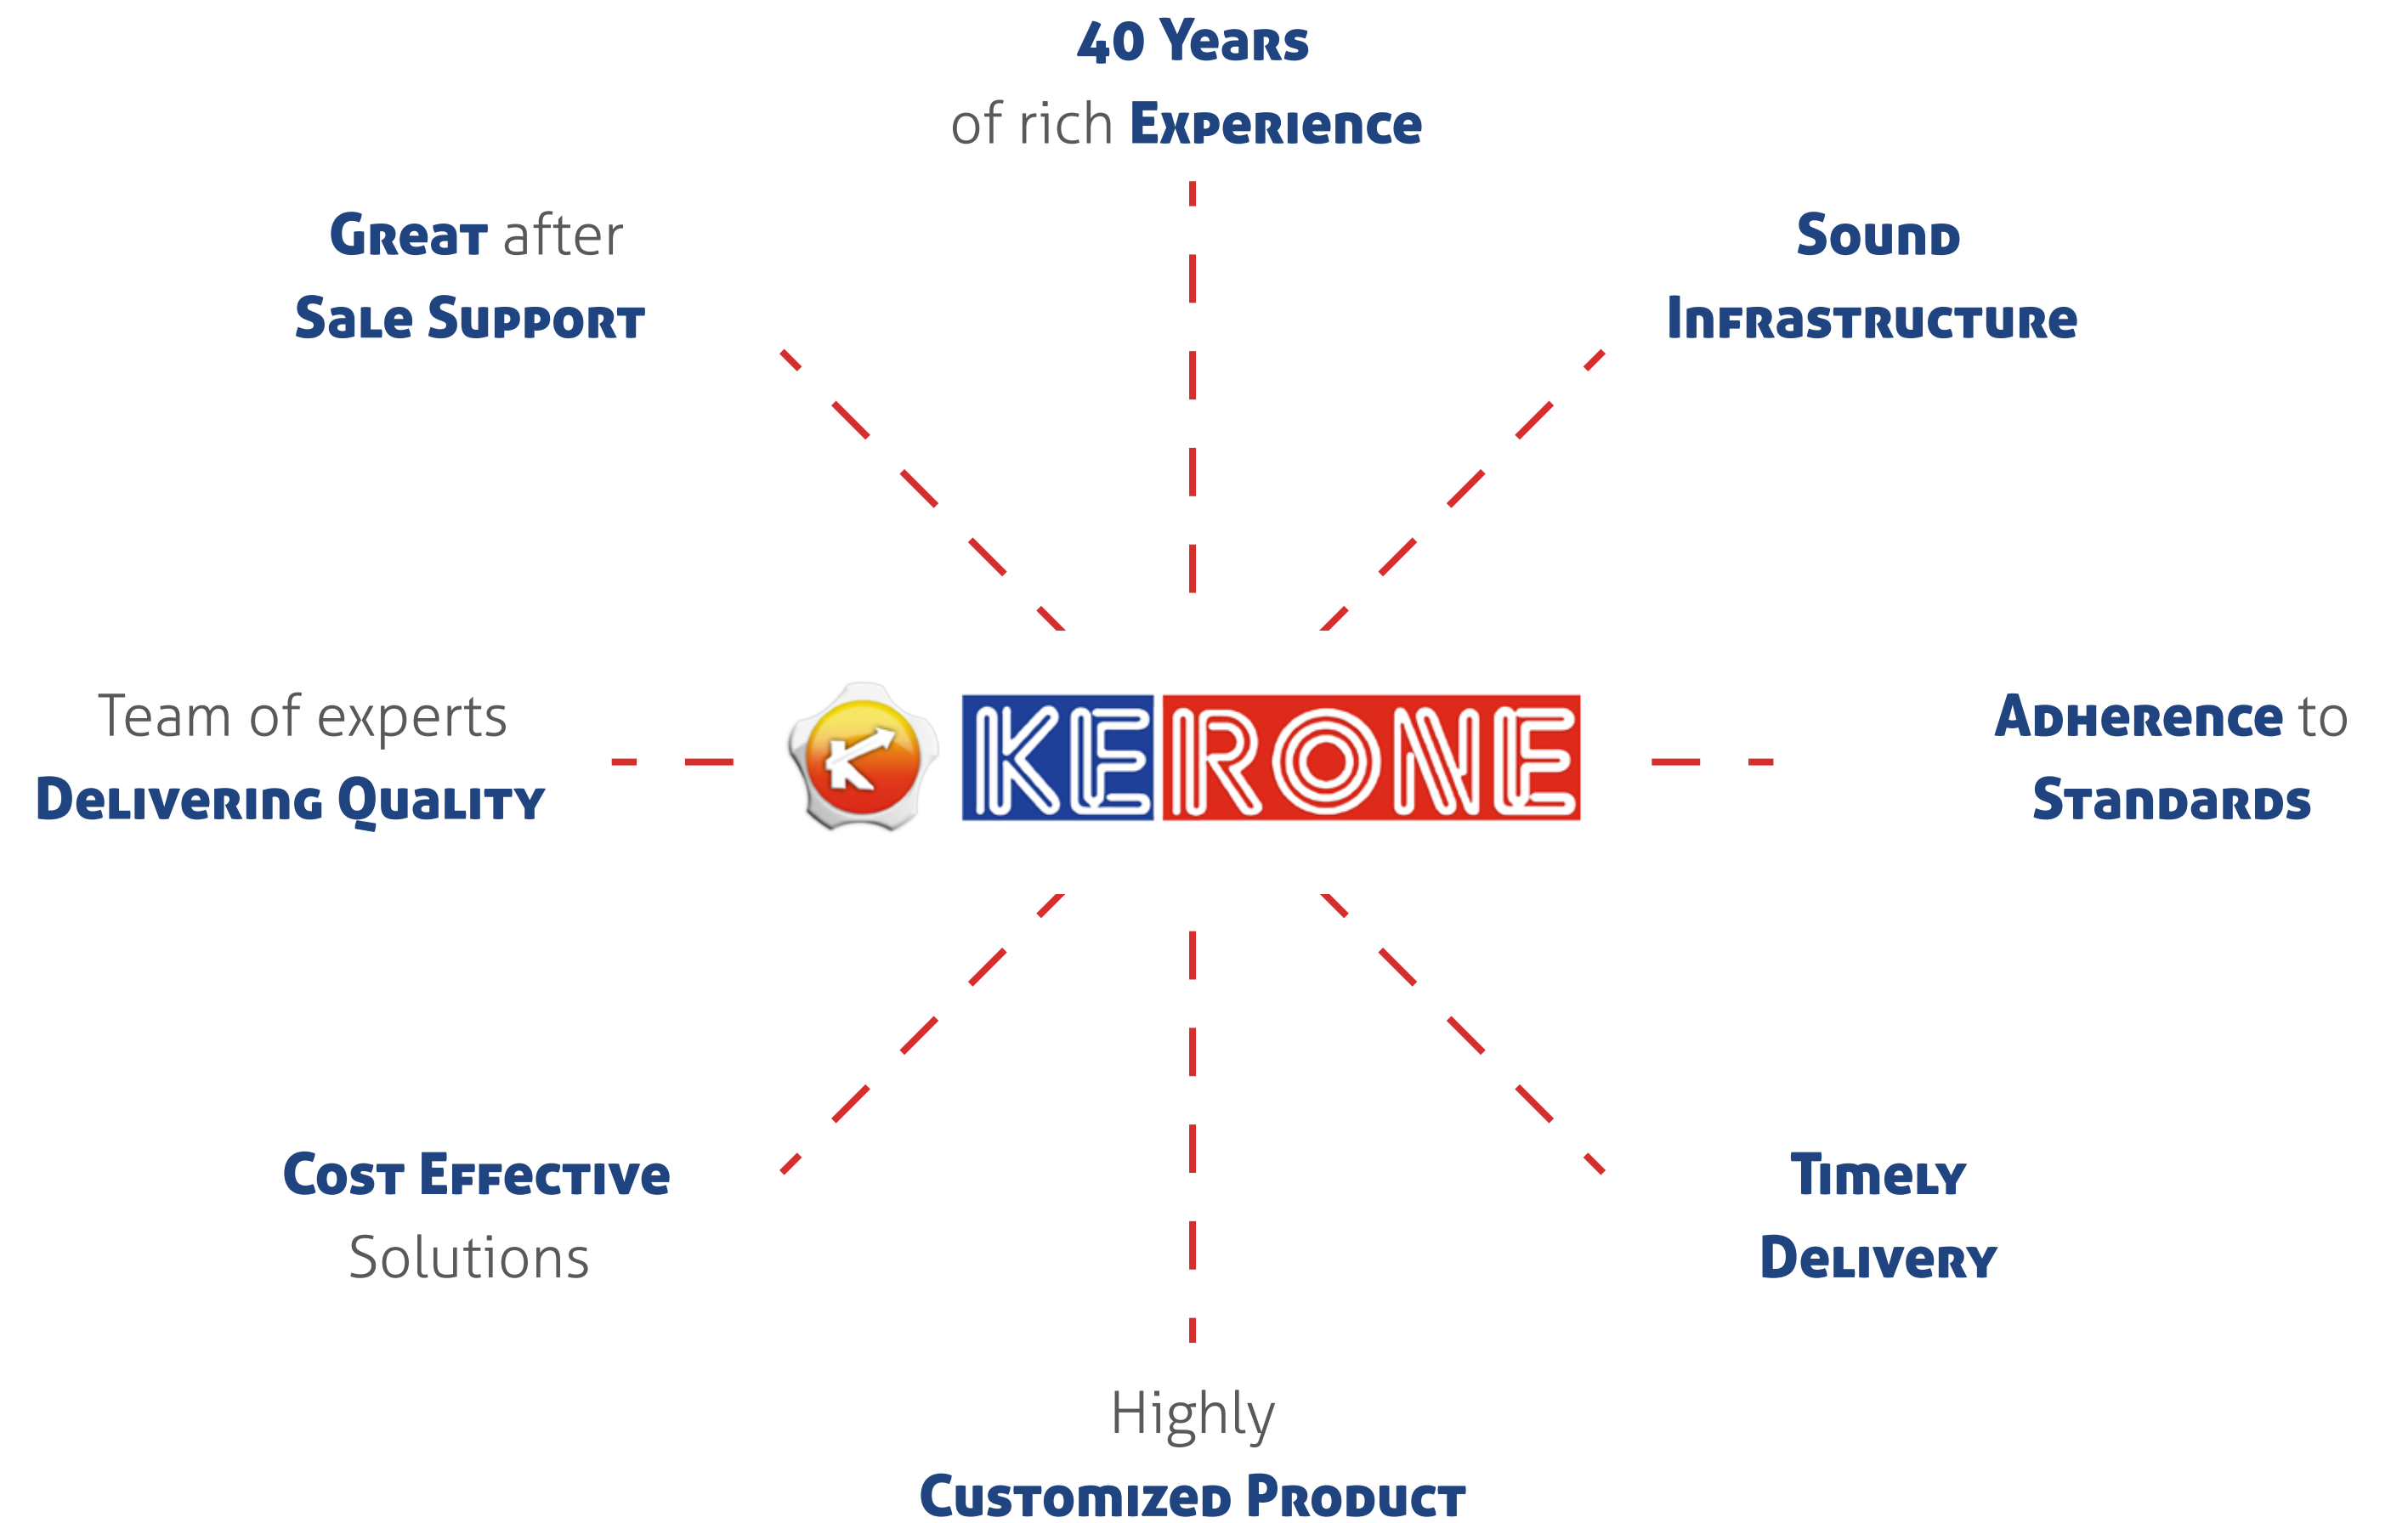 40 Years
of rich Experience
Great after
Sale Support
Sound
Infrastructure
Team of experts
Delivering Quality
K KERONE
Adherence to
Standards
Cost Effective
Solutions
Timely
Delivery
Highly
Customized Product